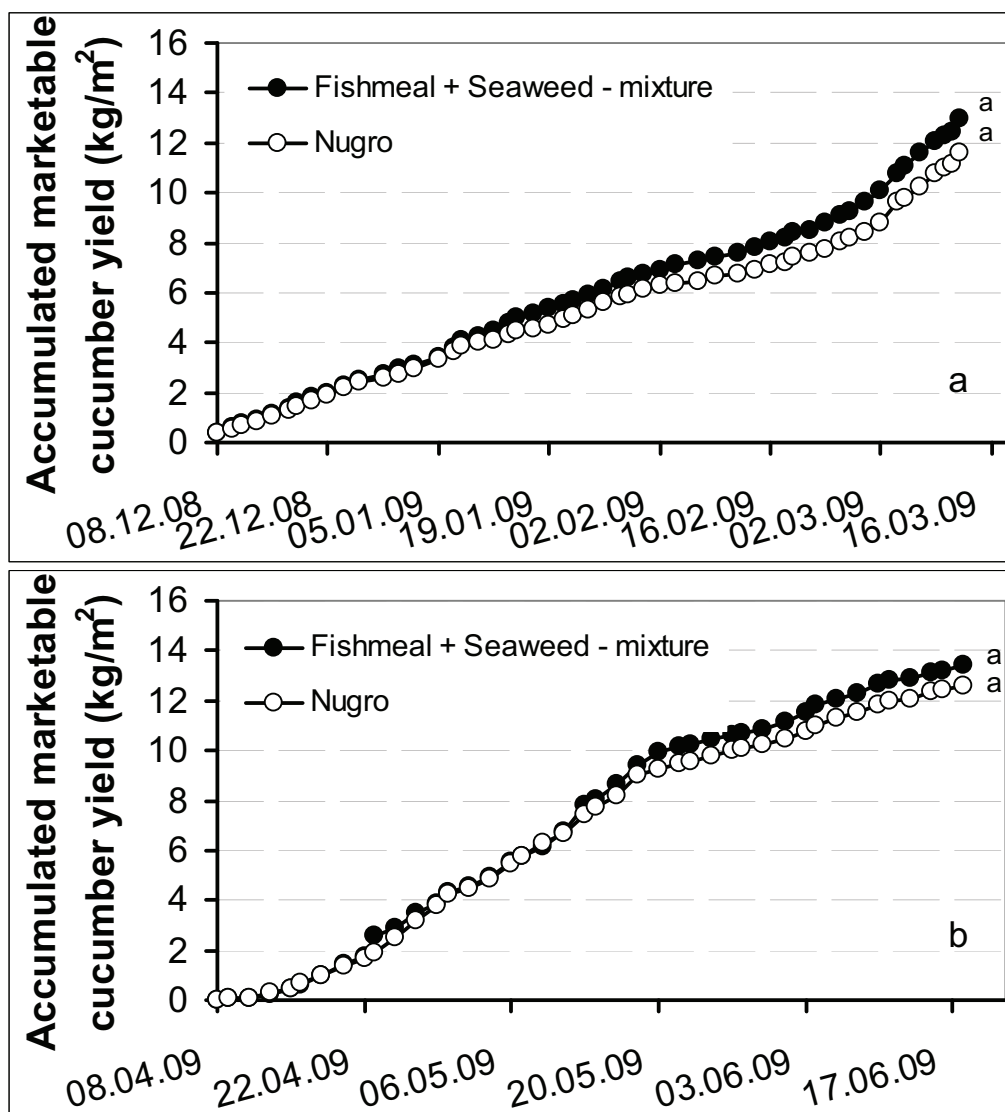 Accumulated marketable
cucumber yield (kg/m²)
16
14
12
10
8
6
4
2
0
Fishmeal + Seaweed - mixture
Nugro
a
a
a
08.12.08
22.12.08
05.01.09
19.01.09
02.02.09
16.02.09
02.03.09
16.03.09
Accumulated marketable
cucumber yield (kg/m²)
16
14
12
10
8
6
4
2
0
Fishmeal + Seaweed - mixture
Nugro
a
a
b
08.04.09
22.04.09
06.05.09
20.05.09
03.06.09
17.06.09